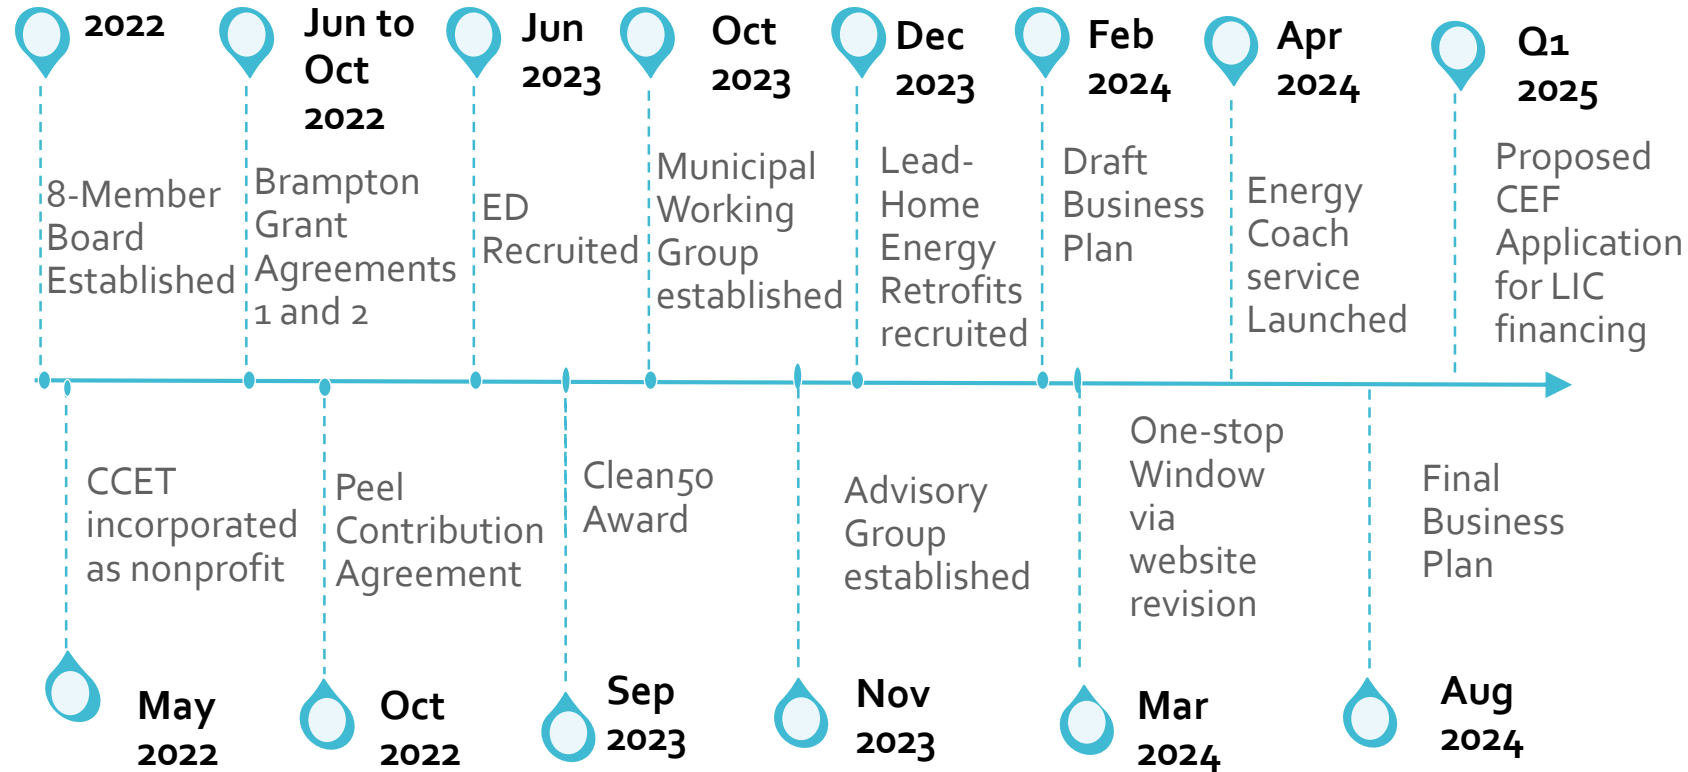 2022
8-Member
Board
Established
Jun to
Oct
2022
Brampton
Grant
Agreements
1 and 2
Jun
2023
ED
Recruited
Oct
2023
Municipal
Working
Group
established
Dec
2023
Lead-
Home
Energy
Retrofits
recruited
Feb
2024
Draft
Business
Plan
Apr
2024
Energy
Coach
service
Launched
Q1
2025
Proposed
CEF
Application
for LIC
financing
CCET
incorporated
as nonprofit
May
2022
Peel
Contribution
Agreement
Oct
2022
Clean50
Award
Sep
2023
Advisory
Group
established
Nov
2023
One-stop
Window
via
website
revision
Mar
2024
Final
Business
Plan
Aug
2024